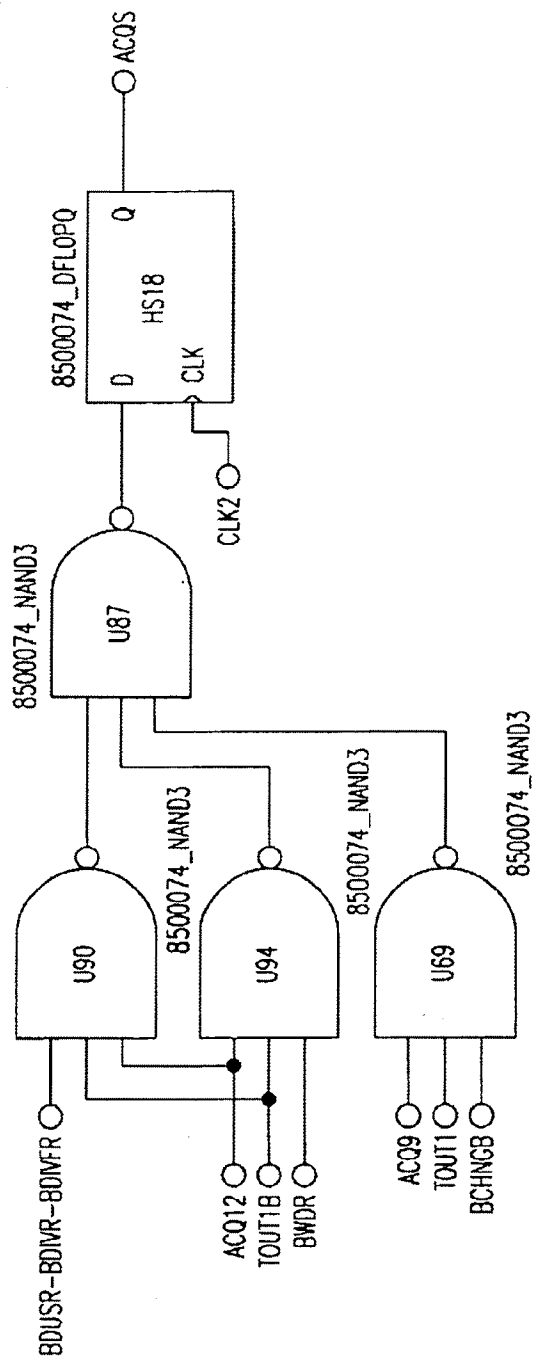 BDUSR-BDIVR-BDIVFR
U90
8500074_NAND3
ACQ12
TOUT1B
BWDR
U94
8500074_NAND3
ACQ9
TOUT1
BCHNGB
U69
8500074_NAND3
8500074_NAND3
U87
CLK2
8500074_DFLOPQ
D
Q
HS18
CLK
ACQS